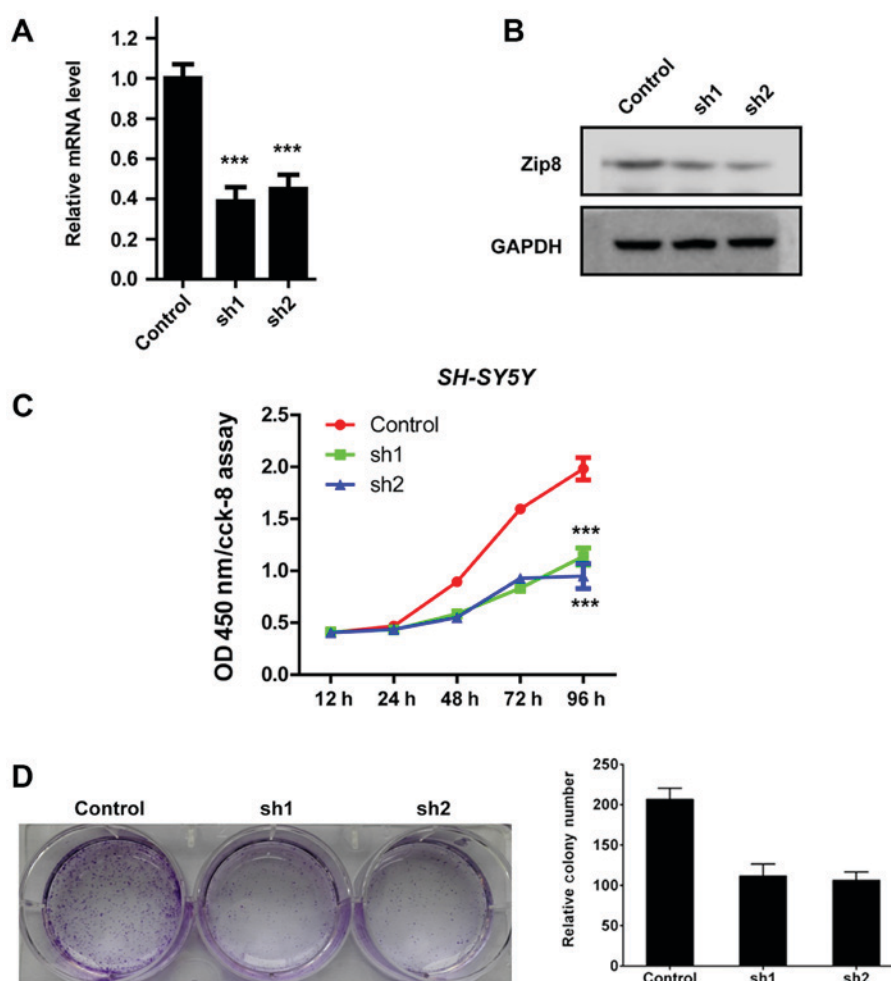 A
Relative mRNA level
1.2
1.0
0.8
0.6
0.4
0.2
0.0
***
***
Control
sh1
sh2
B
Control
sh1
sh2
Zip8
GAPDH
C
SH-SY5Y
OD 450 nm/cck-8 assay
2.5
2.0
1.5
1.0
0.5
0.0
Control
sh1
sh2
***
***
12 h
24 h
48 h
72 h
96 h
D
Control
sh1
sh2
Relative colony number
250
200
150
100
50
0
Control
sh1
sh2